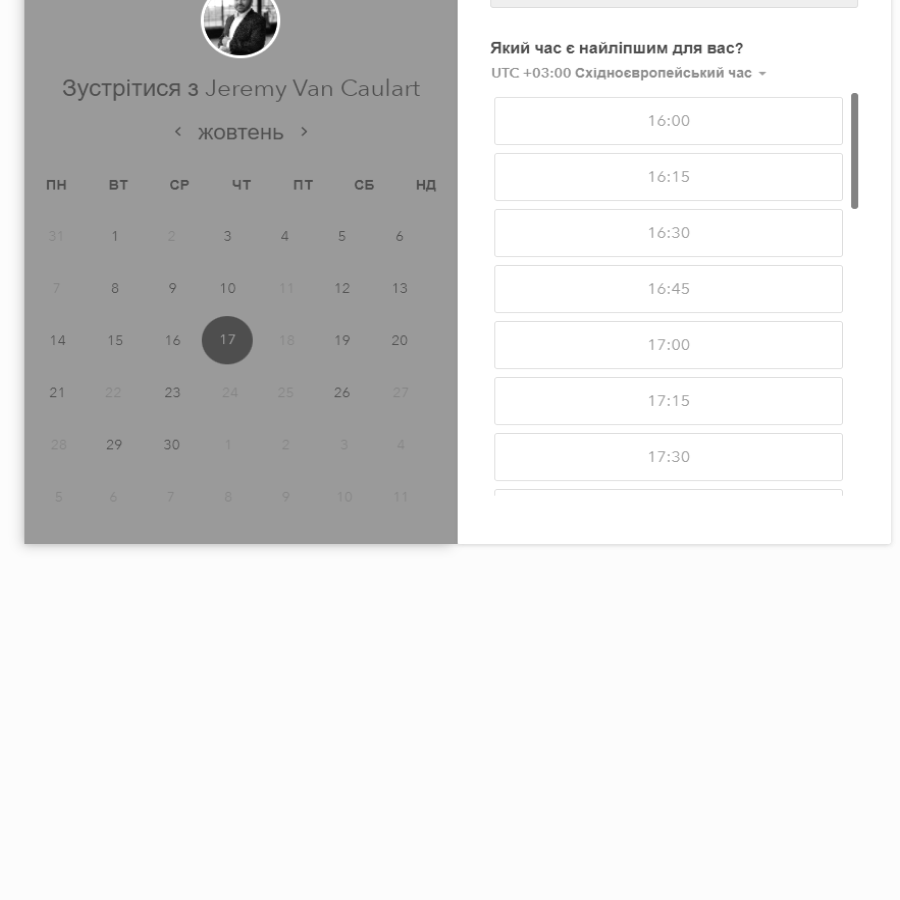 Зустрітися з Jeremy Van Caulart
жовтень
ПН ВТ СР ЧТ ПТ СБ НД
31 1 2 3 4 5 6
7 8 9 10 11 12 13
14 15 16 17 18 19 20
21 22 23 24 25 26 27
28 29 30 1 2 3 4
5 6 7 8 9 10 11
Який час є найліпшим для вас?
UTC +03:00 Східноєвропейський час
16:00
16:15
16:30
16:45
17:00
17:15
17:30